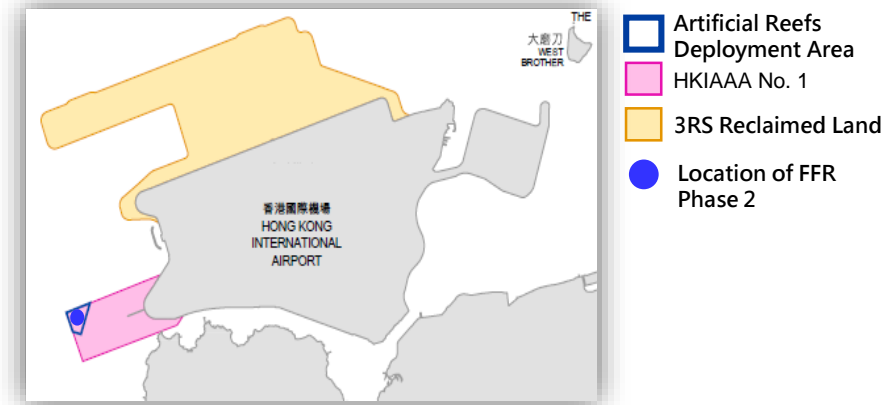 THE
大磨刀
WEST
BROTHER
香港國際機場
HONG KONG
INTERNATIONAL
AIRPORT
Artificial Reefs
Deployment Area
HKIAAA No. 1
3RS Reclaimed Land
Location of FFR
Phase 2